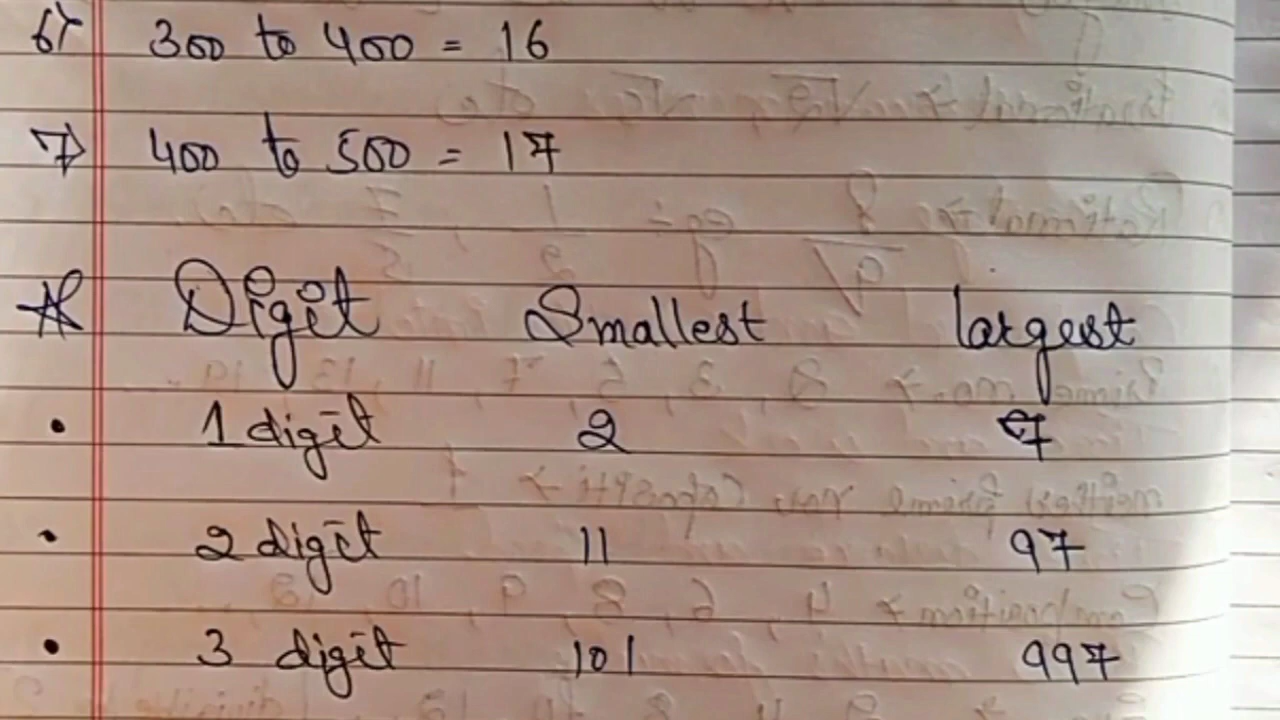 6) 300 to 400 = 16
7) 400 to 500 = 17
Digit Smallest largest
• 1 digit 2 7
• 2 digit 11 97
• 3 digit 101 997